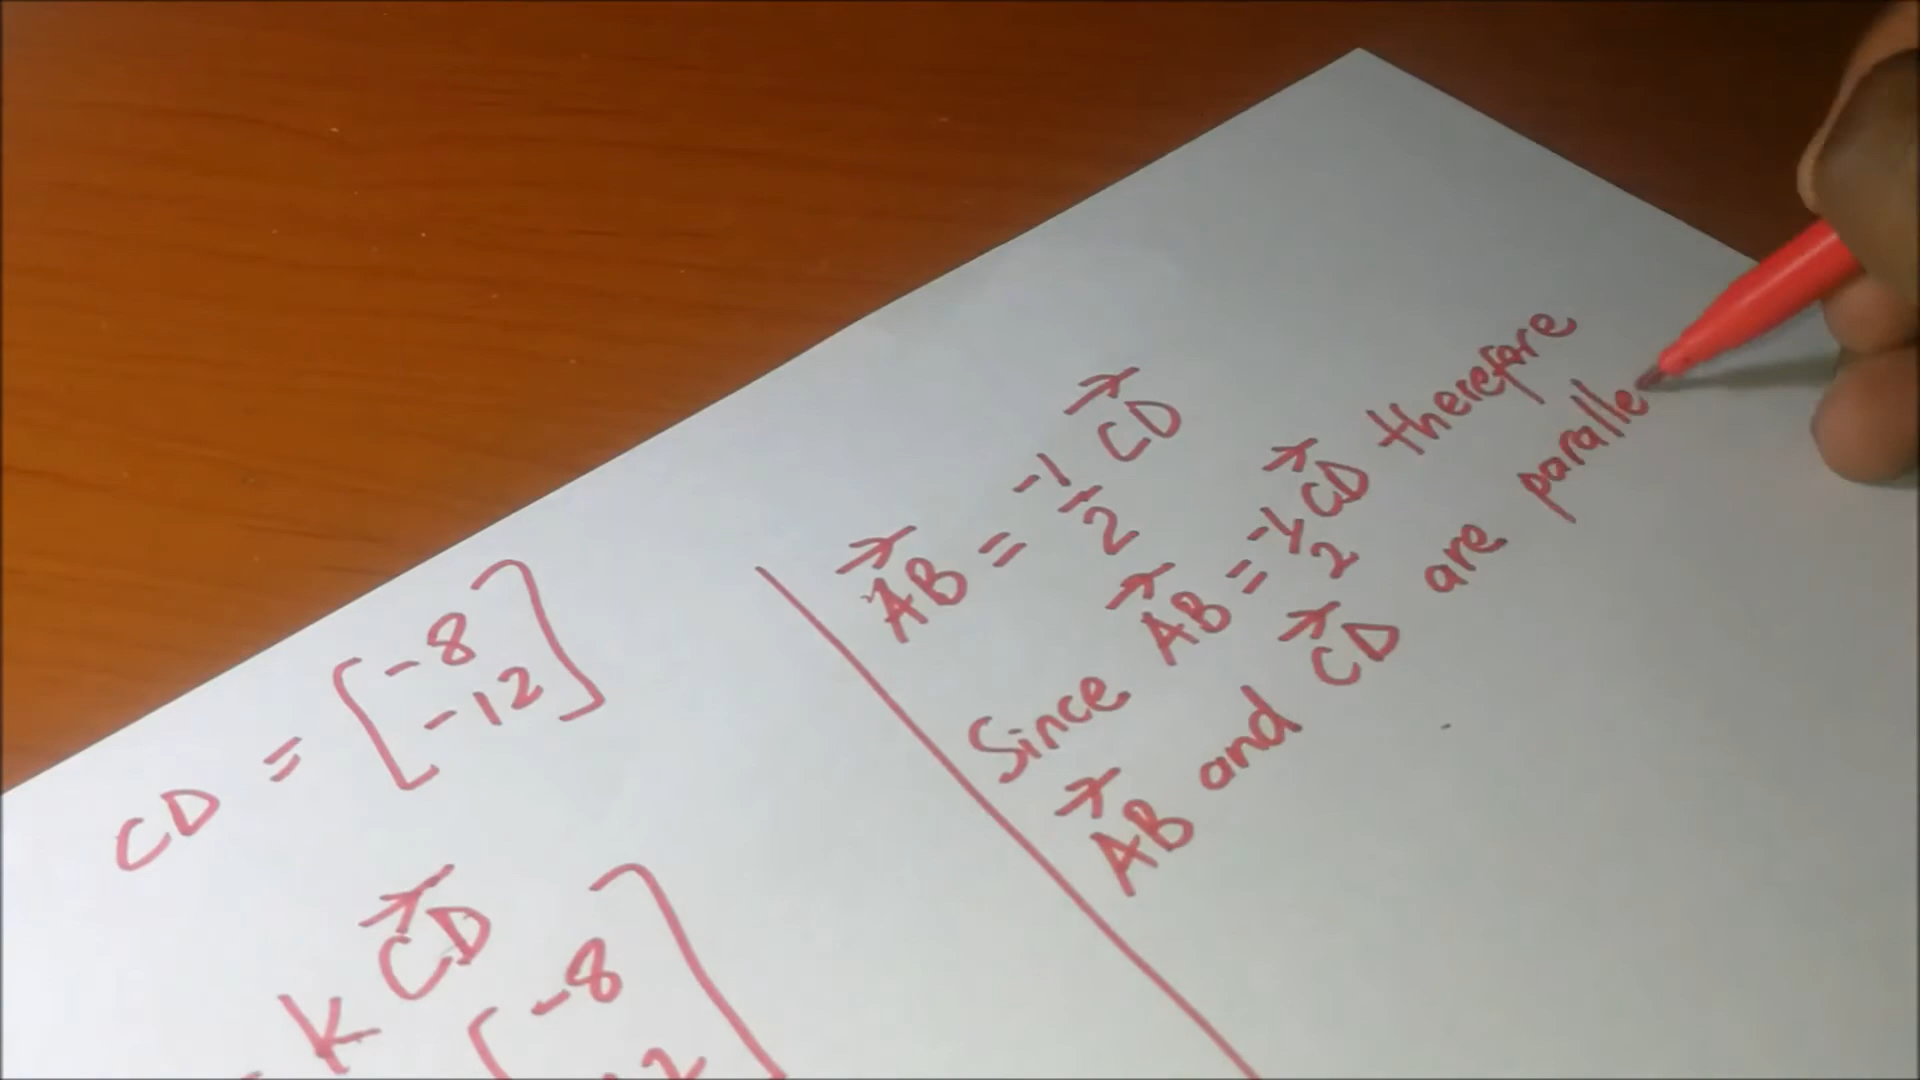 CD = [-8
-12]
K CD
[-8
12]
AB = -1/2 CD
Since AB = -1/2 CD therefore
AB and CD are paralle